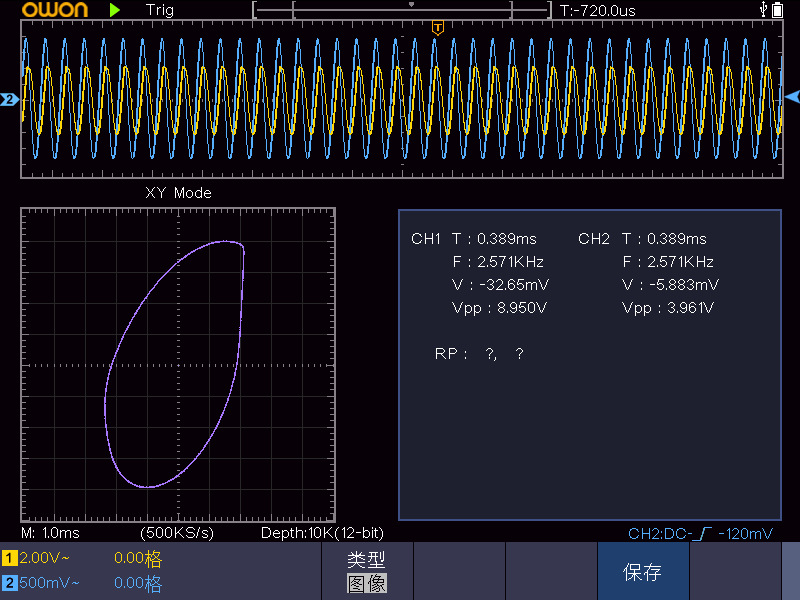 owon Trig T:-720.0us
T
2
XY Mode
CH1 T : 0.389ms CH2 T : 0.389ms
F : 2.571KHz F : 2.571KHz
V : -32.65mV V : -5.883mV
Vpp : 8.950V Vpp : 3.961V
RP : ?, ?
M: 1.0ms (500KS/s) Depth:10K(12-bit) CH2:DC- -120mV
1 2.00V~ 0.00格 类型
2 500mV~ 0.00格 图像 保存